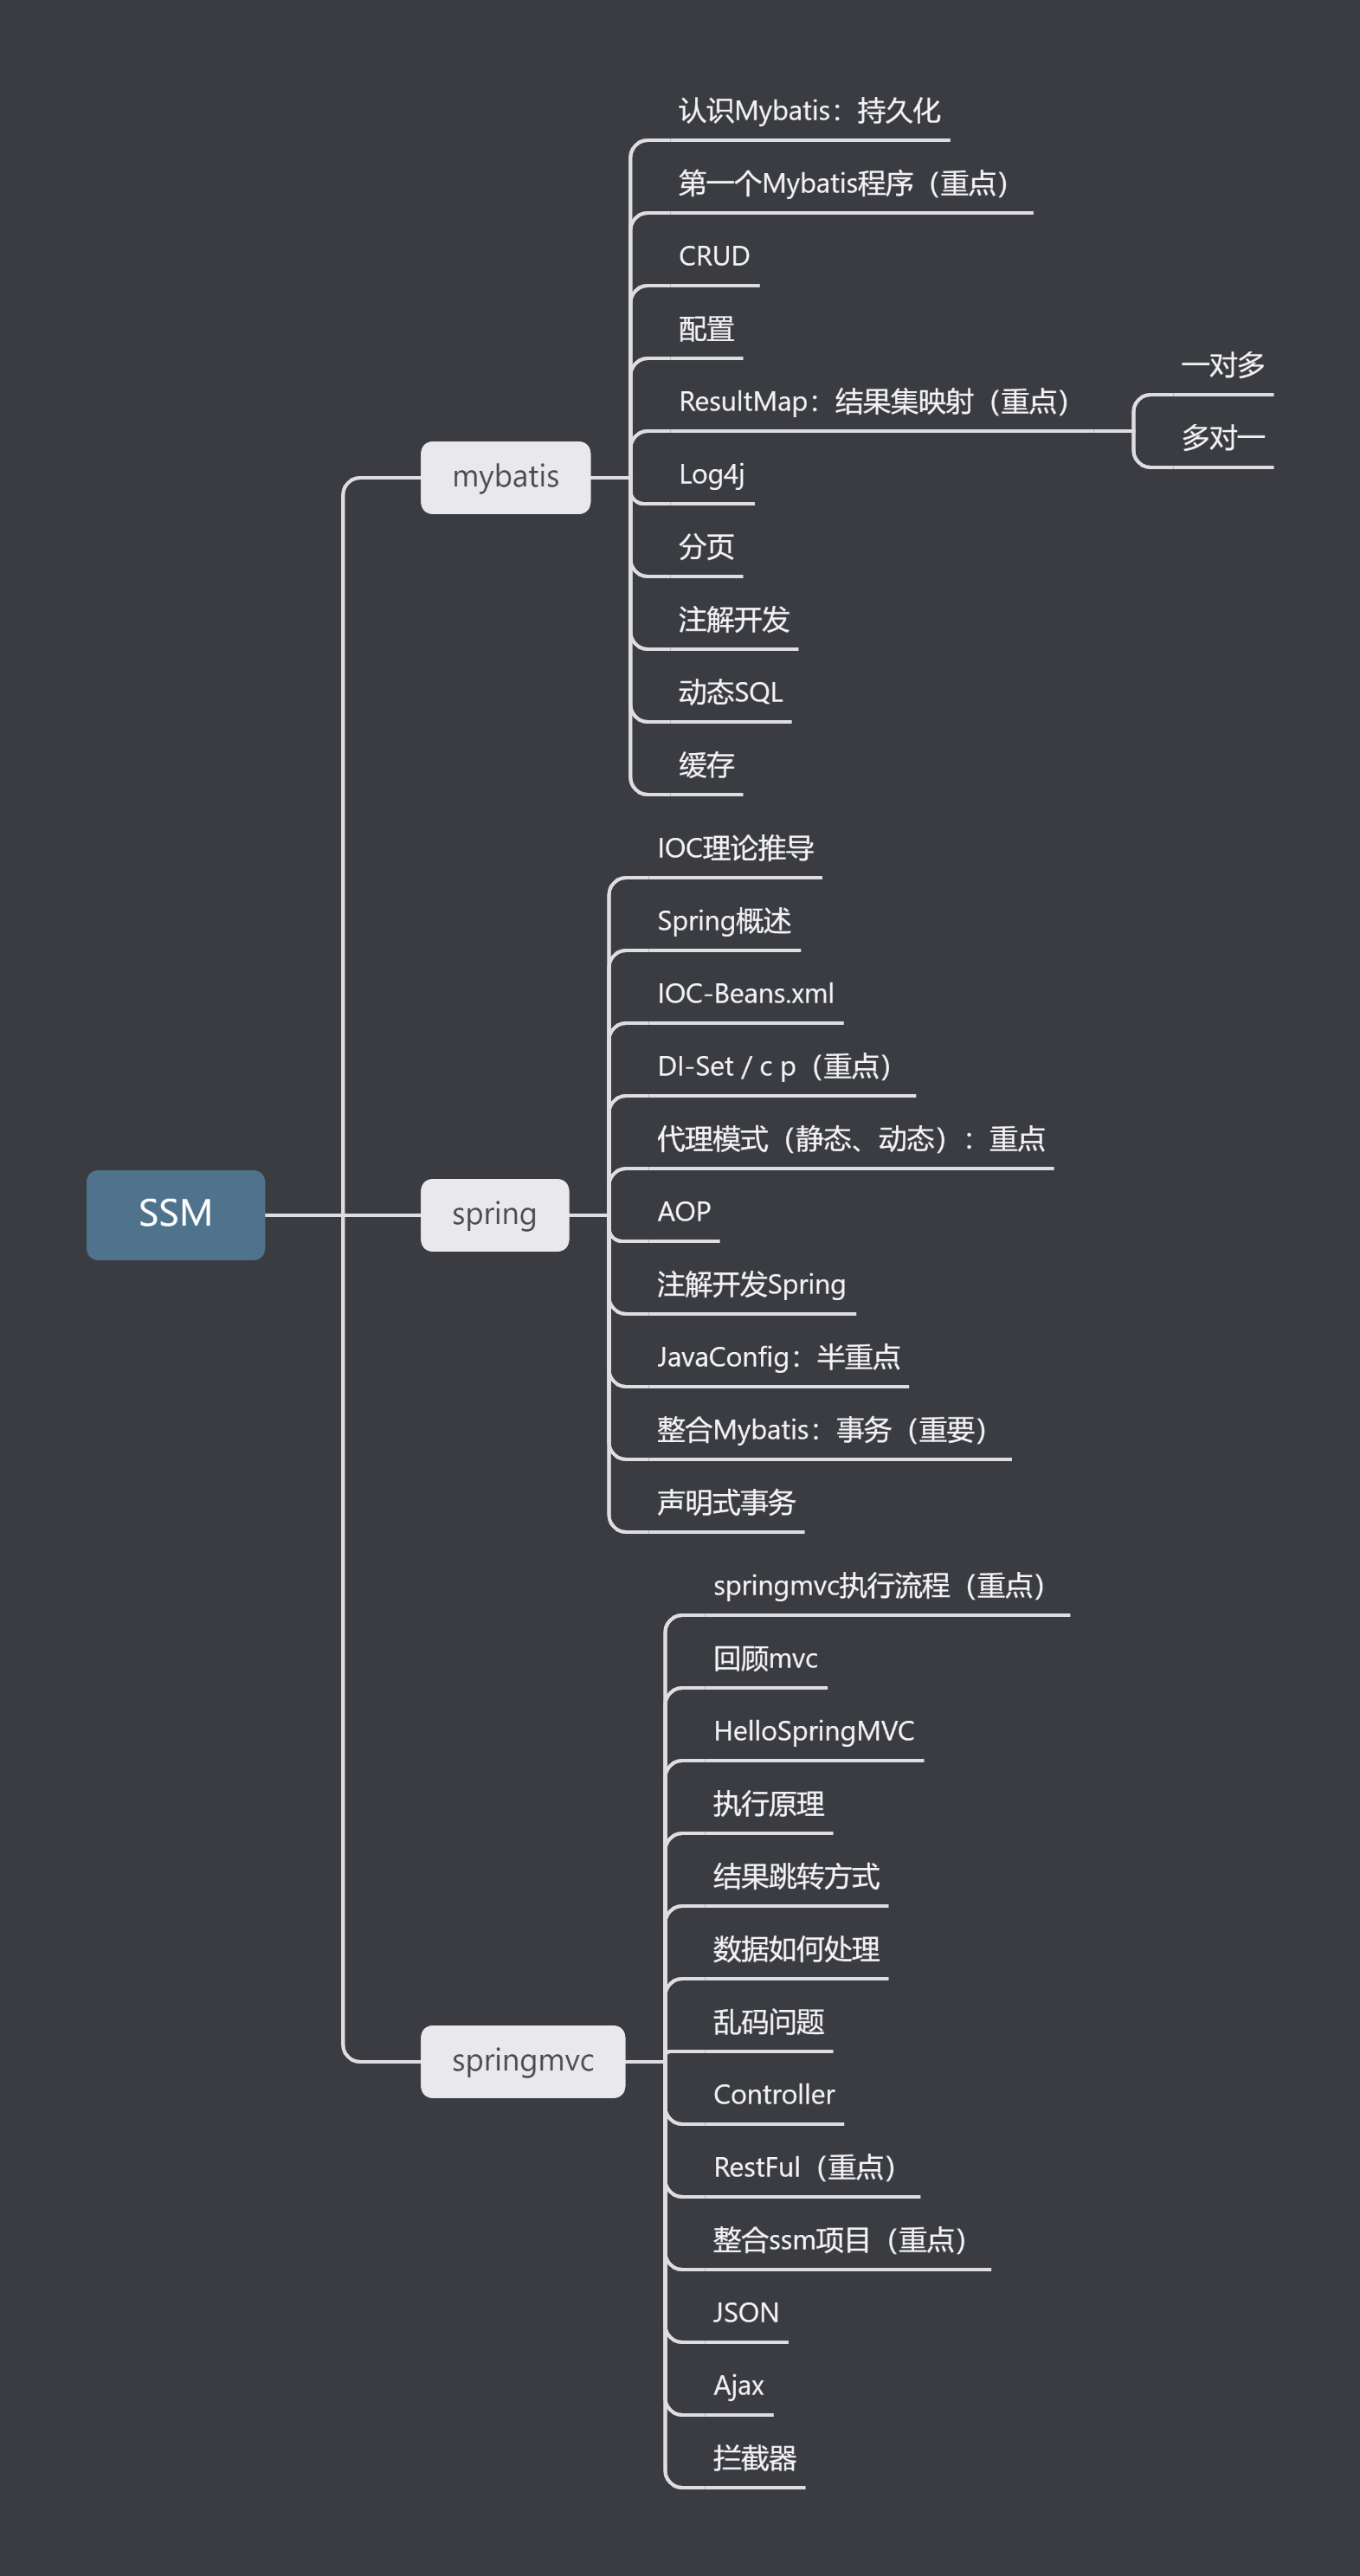 SSM
mybatis
认识Mybatis：持久化
第一个Mybatis程序（重点）
CRUD
配置
ResultMap：结果集映射（重点）
一对多
多对一
Log4j
分页
注解开发
动态SQL
缓存
spring
IOC理论推导
Spring概述
IOC-Beans.xml
DI-Set / c p（重点）
代理模式（静态、动态）：重点
AOP
注解开发Spring
JavaConfig：半重点
整合Mybatis：事务（重要）
声明式事务
springmvc
springmvc执行流程（重点）
回顾mvc
HelloSpringMVC
执行原理
结果跳转方式
数据如何处理
乱码问题
Controller
RestFul（重点）
整合ssm项目（重点）
JSON
Ajax
拦截器